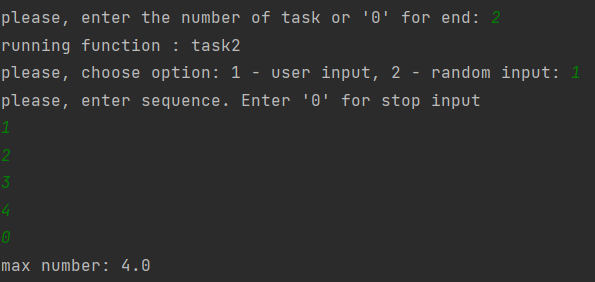 please, enter the number of task or '0' for end: 2
running function : task2
please, choose option: 1 - user input, 2 - random input: 1
please, enter sequence. Enter '0' for stop input
1
2
3
4
0
max number: 4.0